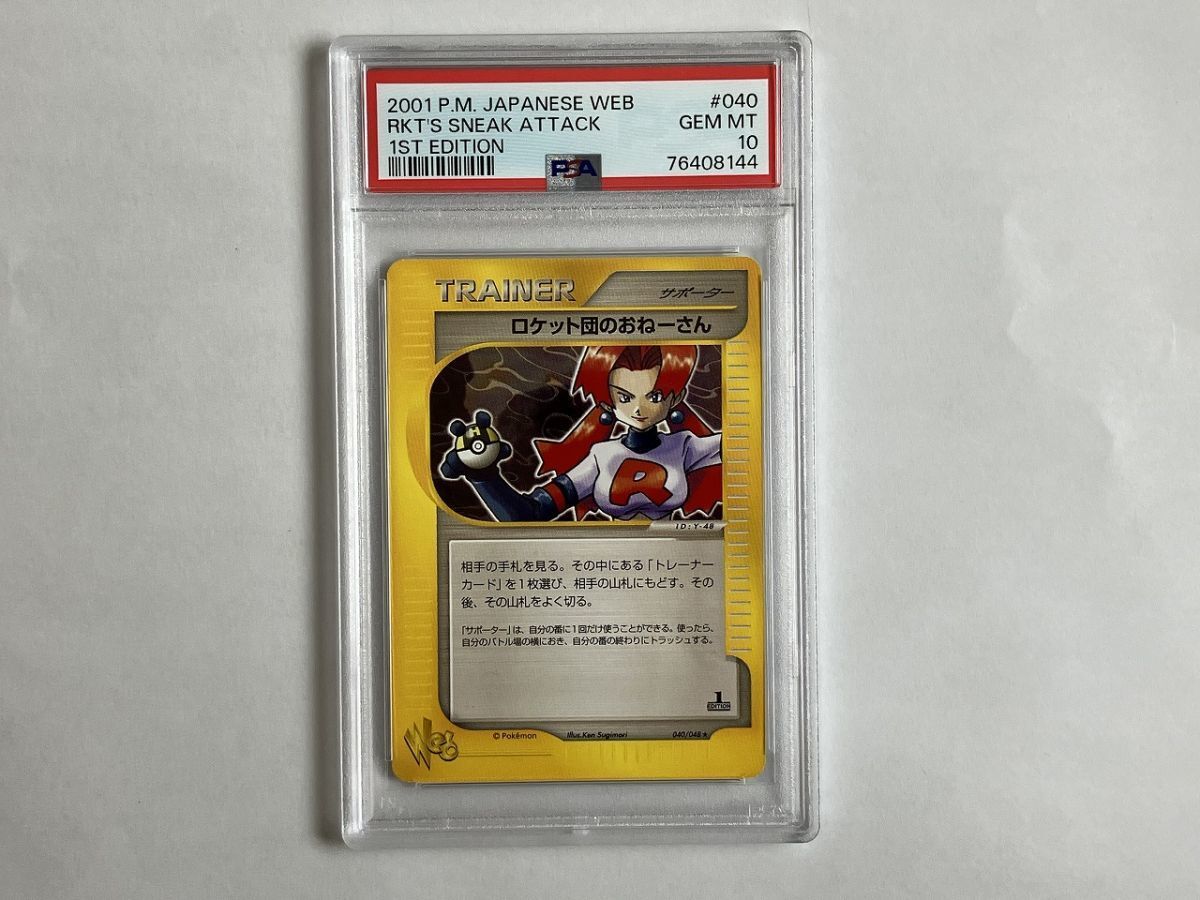 2001 P.M. JAPANESE WEB #040
RKT'S SNEAK ATTACK GEM MT
1ST EDITION 10
PSA 76408144
TRAINER サポーター
ロケット団のおねーさん
R
ID:Y-48
相手の手札を見る。その中にある「トレーナー
カード」を1枚選び、相手の山札にもどす。その
後、その山札をよく切る。
「サポーター」は、自分の番に1回だけ使うことができる。使ったら、
自分のバトル場の横におき、自分の番の終わりにトラッシュする。
1
EDITION
Web © Pokémon Illus.Ken Sugimori 040/048 ★